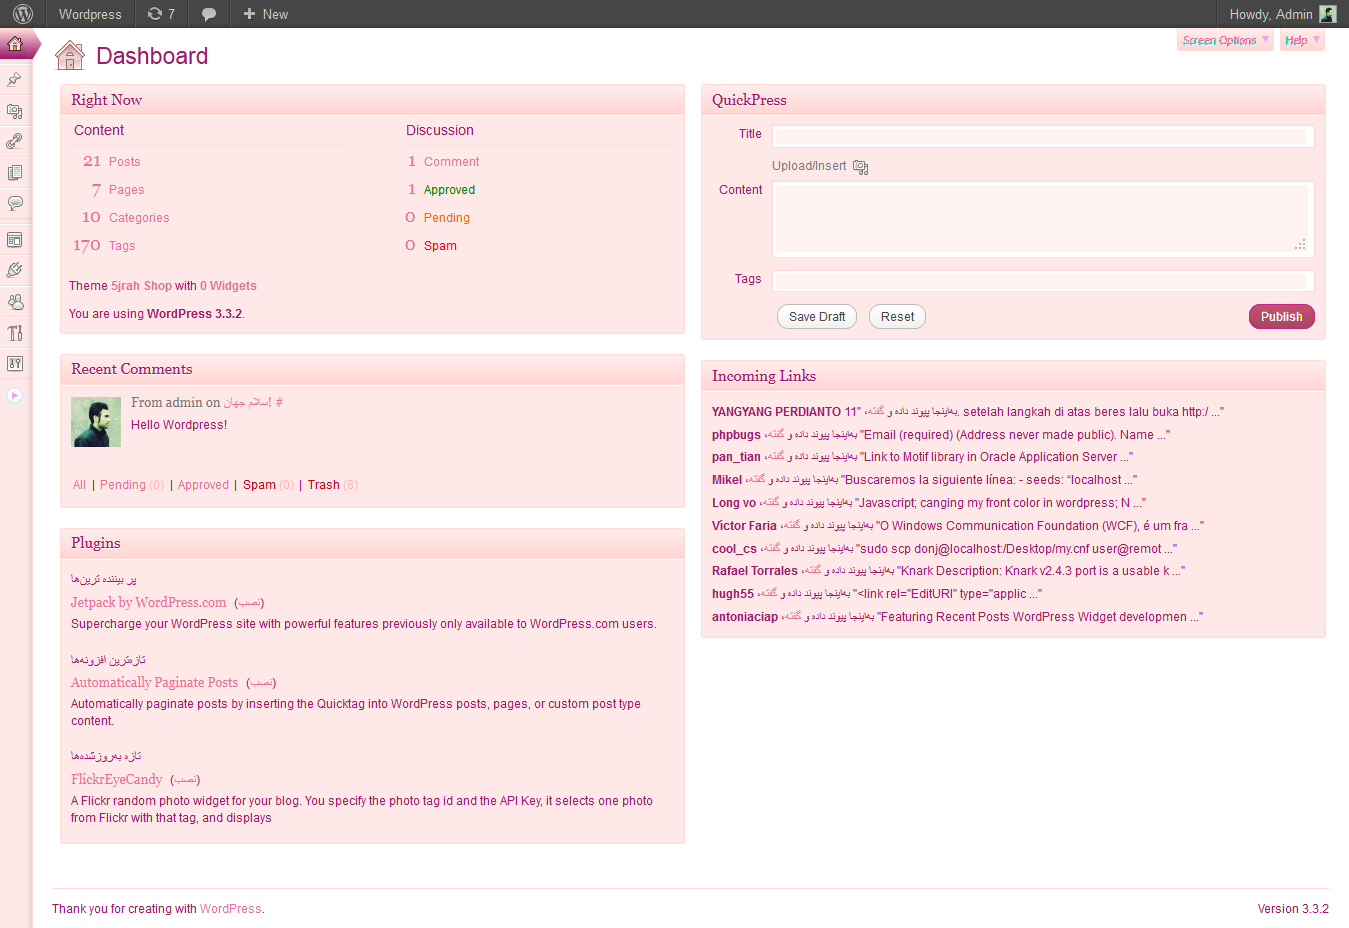 Wordpress 7 New Howdy, Admin
Dashboard
Screen Options Help
Right Now
Content
21 Posts
7 Pages
10 Categories
170 Tags
Discussion
1 Comment
1 Approved
0 Pending
0 Spam
Theme 5jrah Shop with 0 Widgets
You are using WordPress 3.3.2.
Recent Comments
From admin on سلام جهان! #
Hello Wordpress!
All | Pending (0) | Approved | Spam (0) | Trash (8)
Plugins
پر بیننده ترین‌ها
Jetpack by WordPress.com (نصب)
Supercharge your WordPress site with powerful features previously only available to WordPress.com users.
تازه‌ترین افزونه‌ها
Automatically Paginate Posts (نصب)
Automatically paginate posts by inserting the Quicktag into WordPress posts, pages, or custom post type
content.
تازه به‌روزشده‌ها
FlickrEyeCandy (نصب)
A Flickr random photo widget for your blog. You specify the photo tag id and the API Key, it selects one photo
from Flickr with that tag, and displays
QuickPress
Title
Upload/Insert
Content
Tags
Save Draft Reset Publish
Incoming Links
YANGYANG PERDIANTO به‌اینجا پیوند داده و گفته، "11. setelah langkah di atas beres lalu buka http:/ ..."
phpbugs به‌اینجا پیوند داده و گفته، "Email (required) (Address never made public). Name ..."
pan_tian به‌اینجا پیوند داده و گفته، "Link to Motif library in Oracle Application Server ..."
Mikel به‌اینجا پیوند داده و گفته، "Buscaremos la siguiente línea: - seeds: “localhost ..."
Long vo به‌اینجا پیوند داده و گفته، "Javascript; canging my front color in wordpress; N ..."
Víctor Faria به‌اینجا پیوند داده و گفته، "O Windows Communication Foundation (WCF), é um fra ..."
cool_cs به‌اینجا پیوند داده و گفته، "sudo scp donj@localhost:/Desktop/my.cnf user@remot ..."
Rafael Torrales به‌اینجا پیوند داده و گفته، "Knark Description: Knark v2.4.3 port is a usable k ..."
hugh55 به‌اینجا پیوند داده و گفته، "<link rel="EditURI" type="applic ..."
antoniaciap به‌اینجا پیوند داده و گفته، "Featuring Recent Posts WordPress Widget developmen ..."
Thank you for creating with WordPress. Version 3.3.2